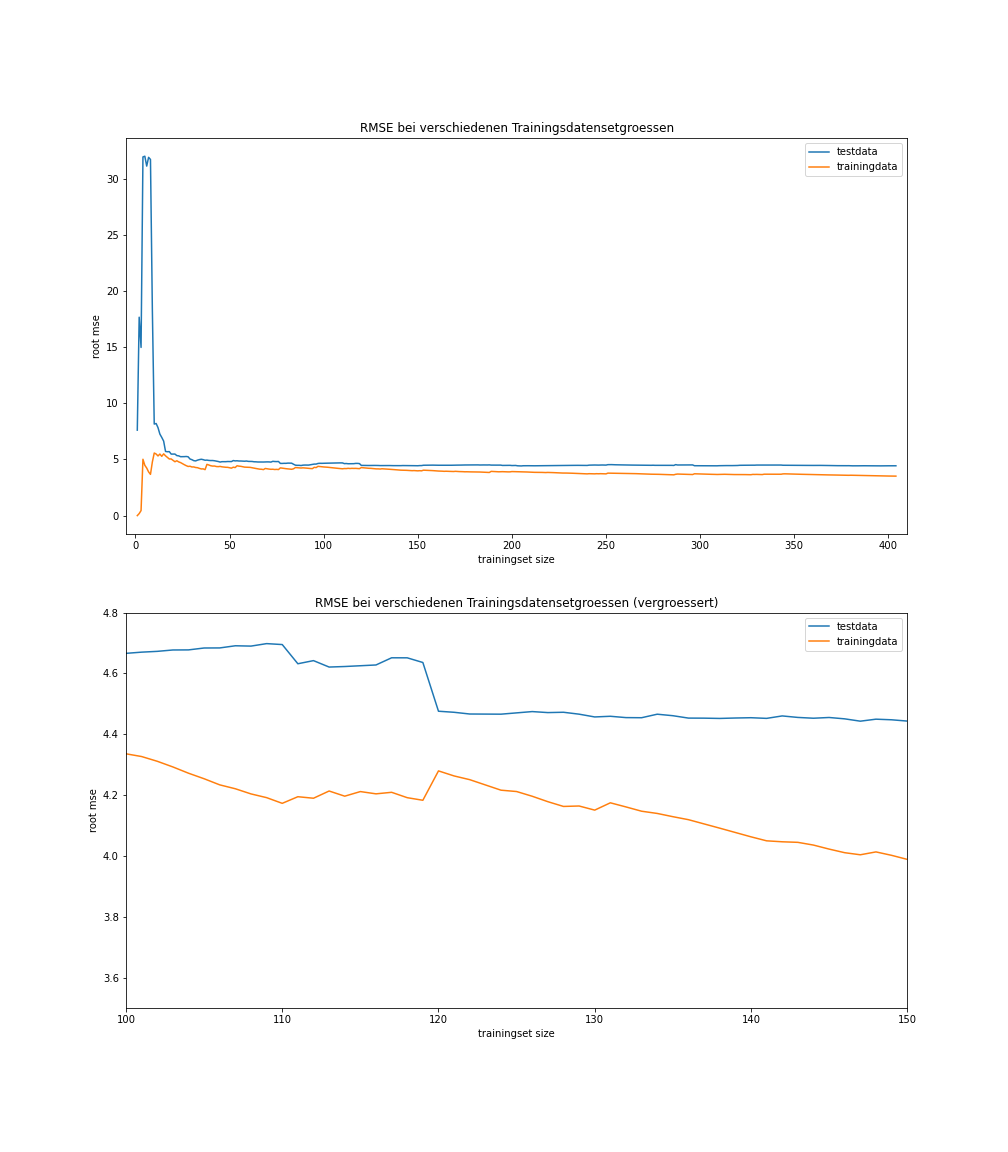 RMSE bei verschiedenen Trainingsdatensetgroessen
testdata
trainingdata
30
25
20
15
10
5
0
root mse
0 50 100 150 200 250 300 350 400
trainingset size
RMSE bei verschiedenen Trainingsdatensetgroessen (vergroessert)
testdata
trainingdata
4.8
4.6
4.4
4.2
4.0
3.8
3.6
root mse
100 110 120 130 140 150
trainingset size